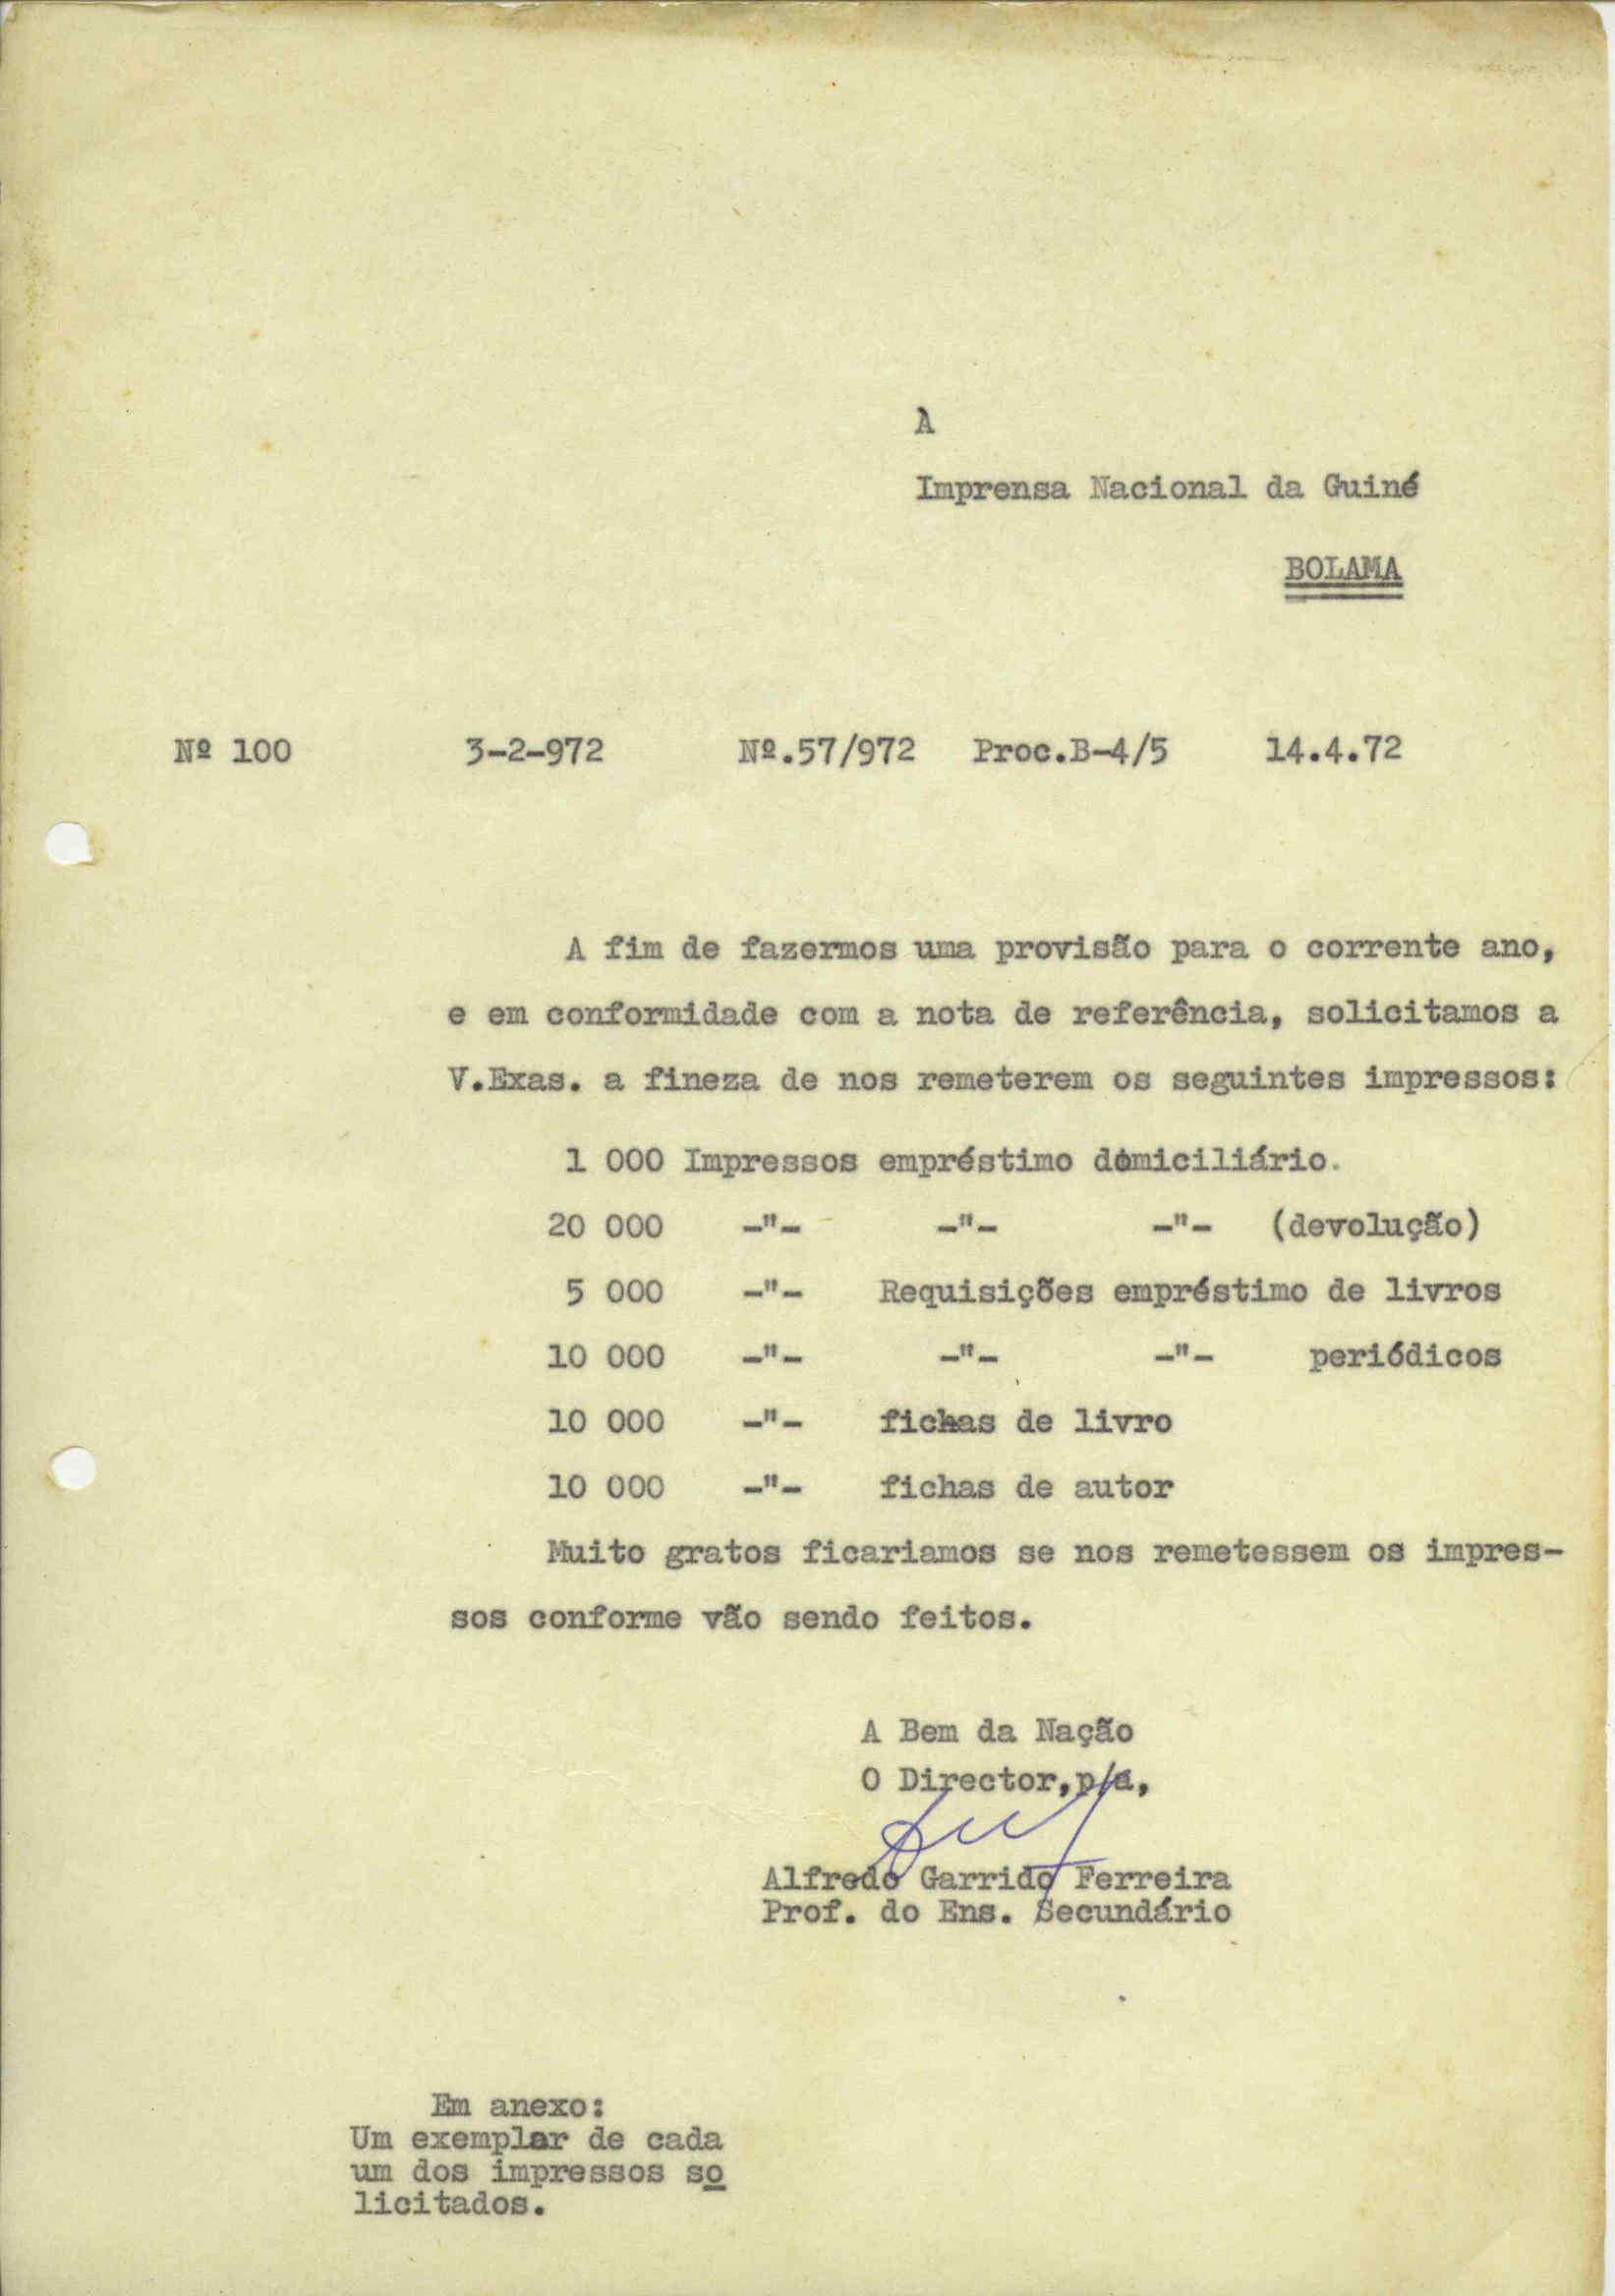 À
Imprensa Nacional da Guiné
BOLAMA
Nº 100 3-2-972 Nº.57/972 Proc.B-4/5 14.4.72
A fim de fazermos uma provisão para o corrente ano,
e em conformidade com a nota de referência, solicitamos a
V.Exas. a fineza de nos remeterem os seguintes impressos:
1 000 Impressos empréstimo domiciliário.
20 000 -"- -"- -"- (devolução)
5 000 -"- Requisições empréstimo de livros
10 000 -"- -"- -"- periódicos
10 000 -"- fichas de livro
10 000 -"- fichas de autor
Muito gratos ficariamos se nos remetessem os impres-
sos conforme vão sendo feitos.
A Bem da Nação
O Director,p/a,
Alfredo Garrido Ferreira
Prof. do Ens. Secundário
Em anexo:
Um exemplar de cada
um dos impressos so
licitados.